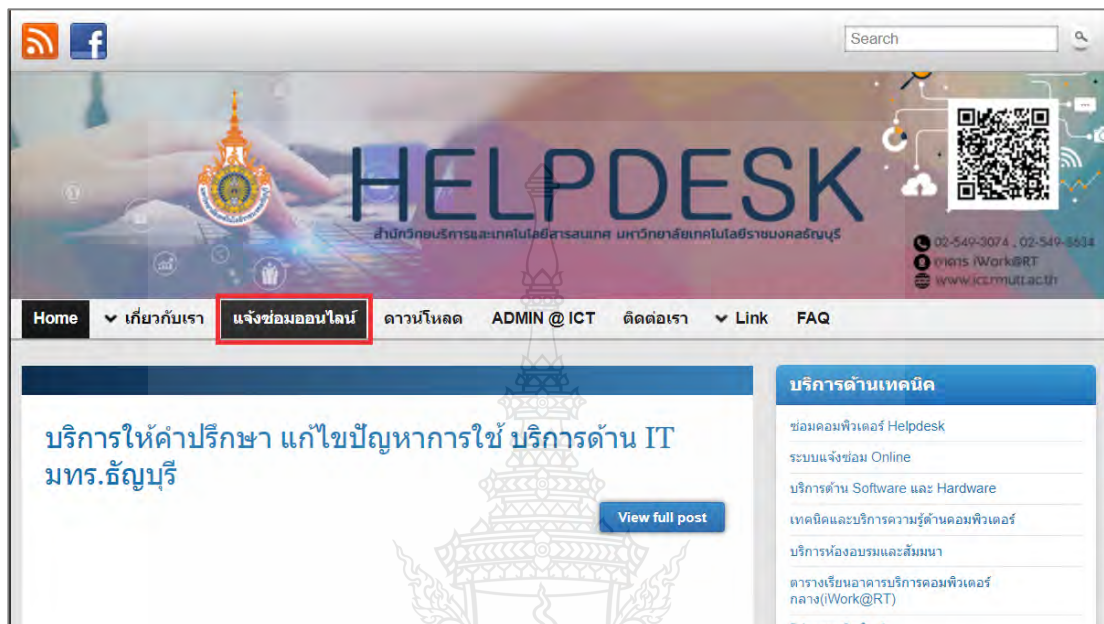 Search
HELPDESK
สำนักวิทยบริการและเทคโนโลยีสารสนเทศ มหาวิทยาลัยเทคโนโลยีราชมงคลธัญบุรี
02-549-3074 , 02-549-3634
อาคาร iWork@RT
www.ict.rmutt.ac.th
Home เกี่ยวกับเรา แจ้งซ่อมออนไลน์ ดาวน์โหลด ADMIN @ ICT ติดต่อเรา Link FAQ
บริการให้คำปรึกษา แก้ไขปัญหาการใช้ บริการด้าน IT
มทร.ธัญบุรี
View full post
บริการด้านเทคนิค
ซ่อมคอมพิวเตอร์ Helpdesk
ระบบแจ้งซ่อม Online
บริการด้าน Software และ Hardware
เทคนิคและบริการความรู้ด้านคอมพิวเตอร์
บริการห้องอบรมและสัมมนา
ตารางเรียนอาคารบริการคอมพิวเตอร์
กลาง(iWork@RT)